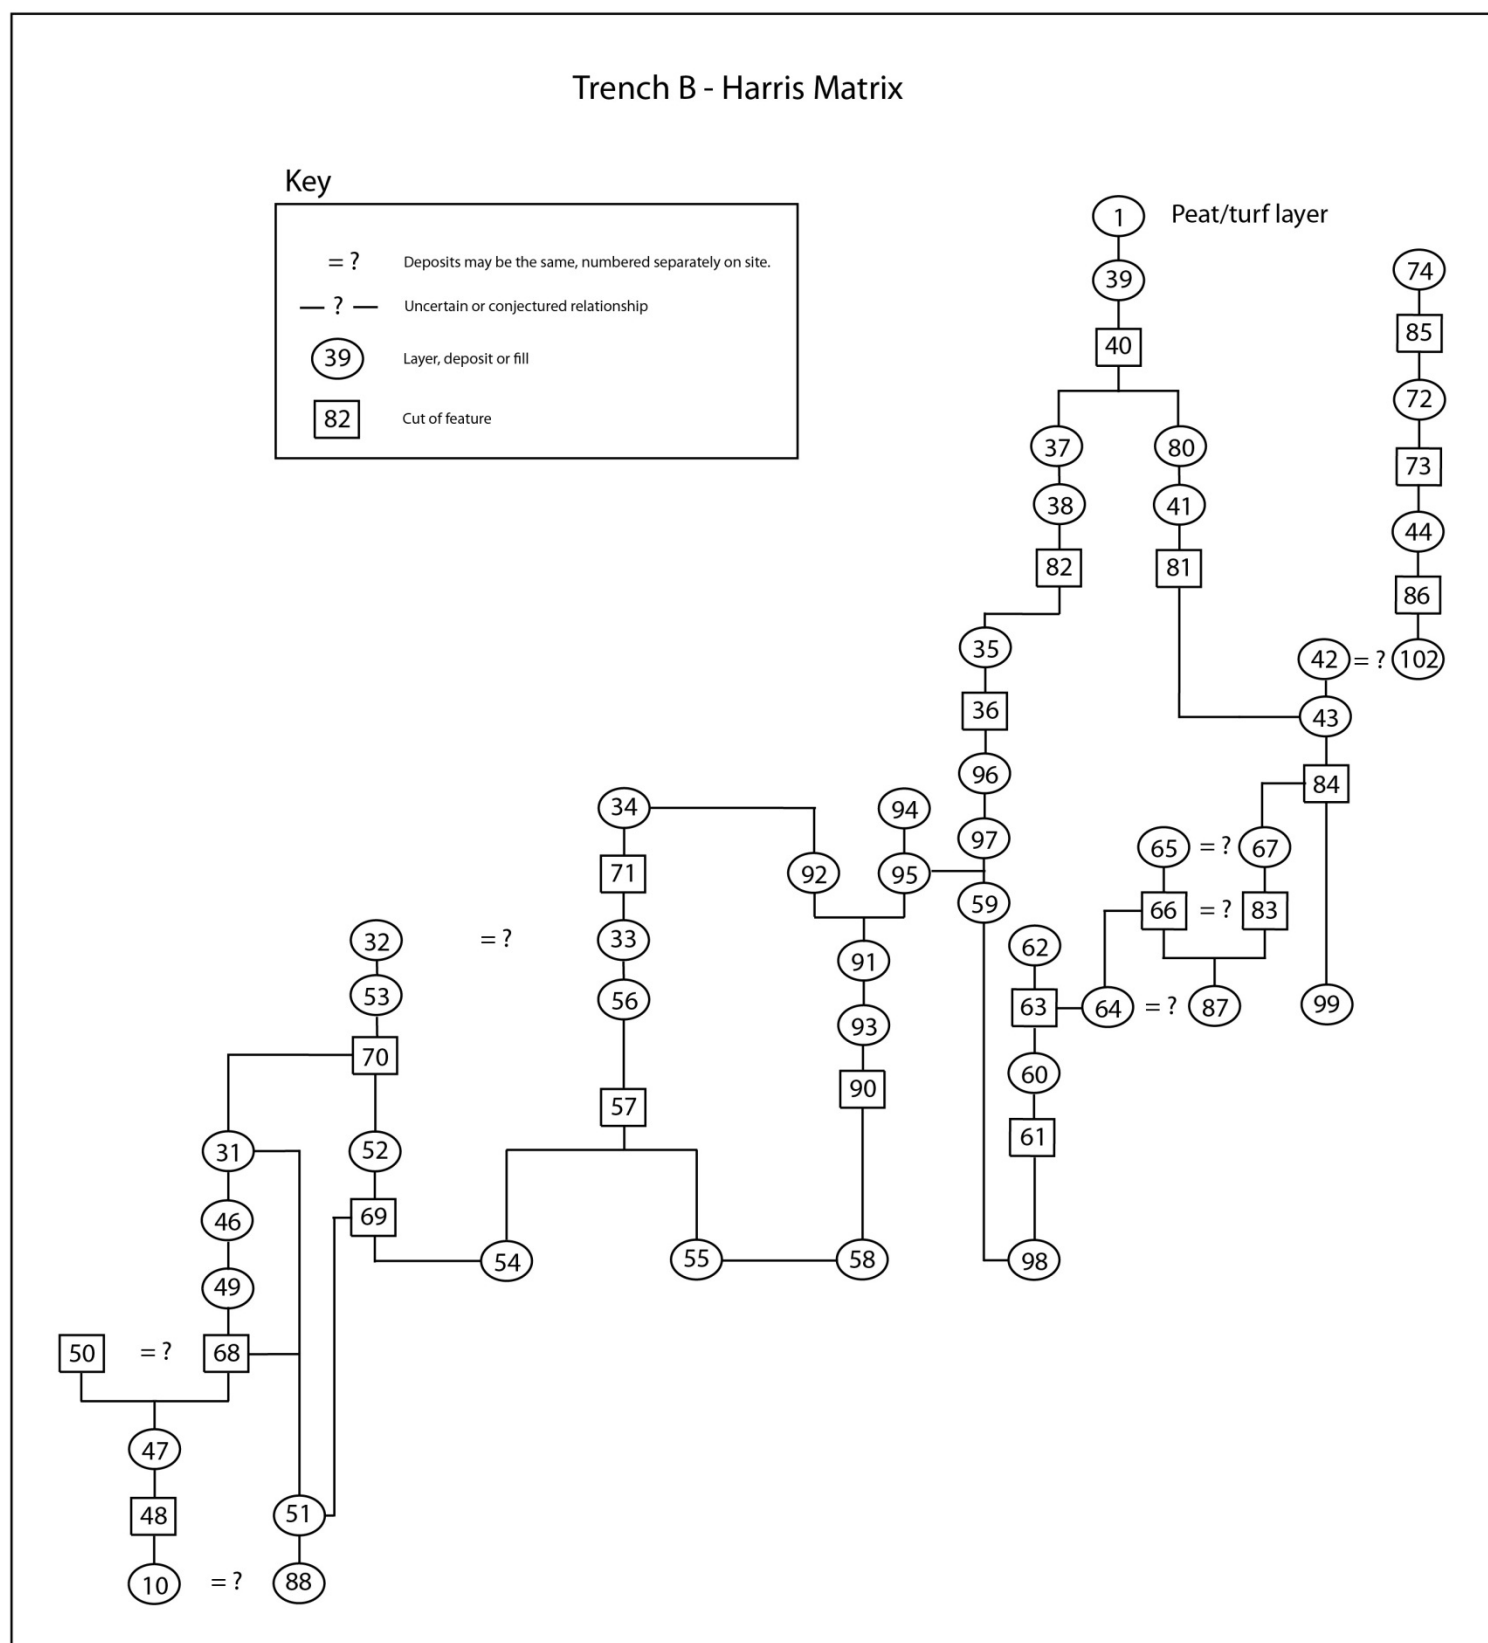 Trench B - Harris Matrix
Key
= ? Deposits may be the same, numbered separately on site.
— ? — Uncertain or conjectured relationship
39 Layer, deposit or fill
82 Cut of feature
1 Peat/turf layer
74
39
85
40
72
37 80
73
38 41
44
82 81
86
35
42 = ? 102
36
43
96
84
34 94
97
65 = ? 67
71 92 95
59
66 = ? 83
32 = ? 33
62
91
53 56
63 64 = ? 87 99
93
70
60
90
57
61
31 52
69
46
54 55 58 98
49
50 = ? 68
47
48 51
10 = ? 88